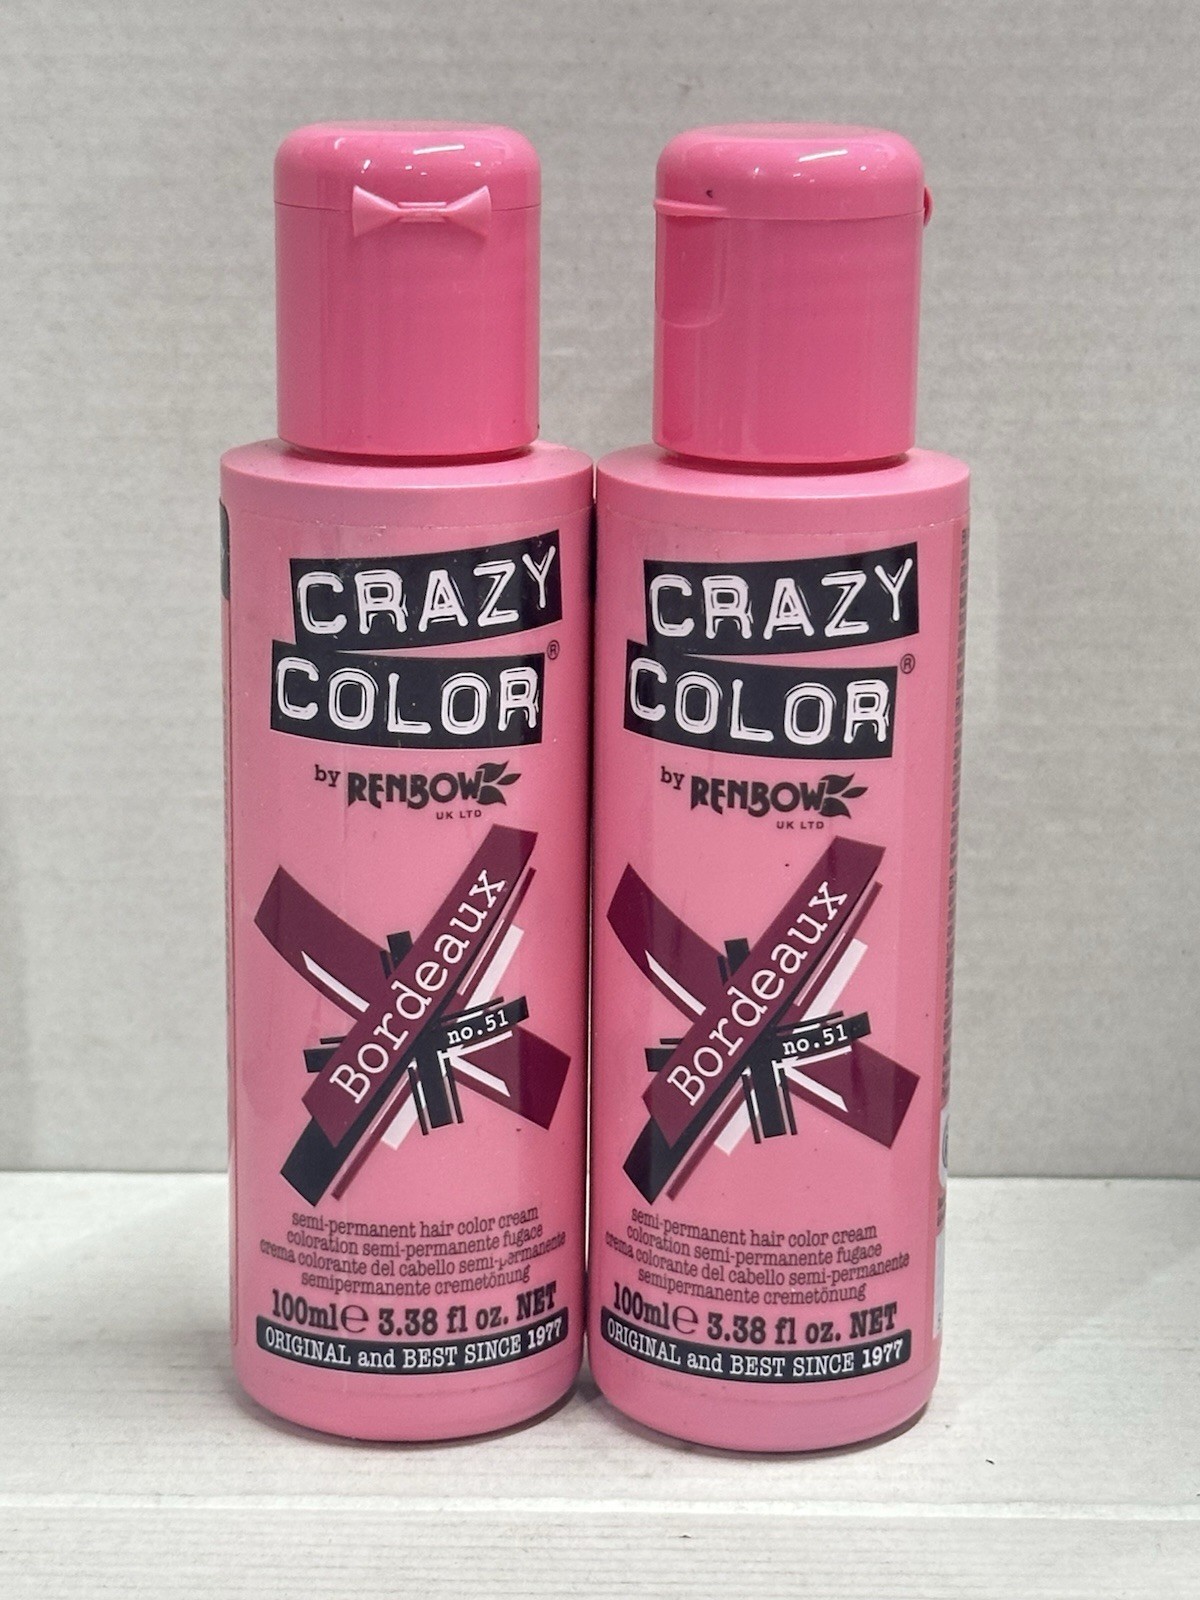 CRAZY
COLOR®
by RENBOW
UK LTD
Bordeaux
no.51
semi-permanent hair color cream
coloration semi-permanente fugace
crema colorante del cabello semi-permanente
semipermanente cremetönung
100ml℮ 3.38 fl oz. NET
ORIGINAL and BEST SINCE 1977
CRAZY
COLOR®
by RENBOW
UK LTD
Bordeaux
no.51
semi-permanent hair color cream
coloration semi-permanente fugace
crema colorante del cabello semi-permanente
semipermanente cremetönung
100ml℮ 3.38 fl oz. NET
ORIGINAL and BEST SINCE 1977